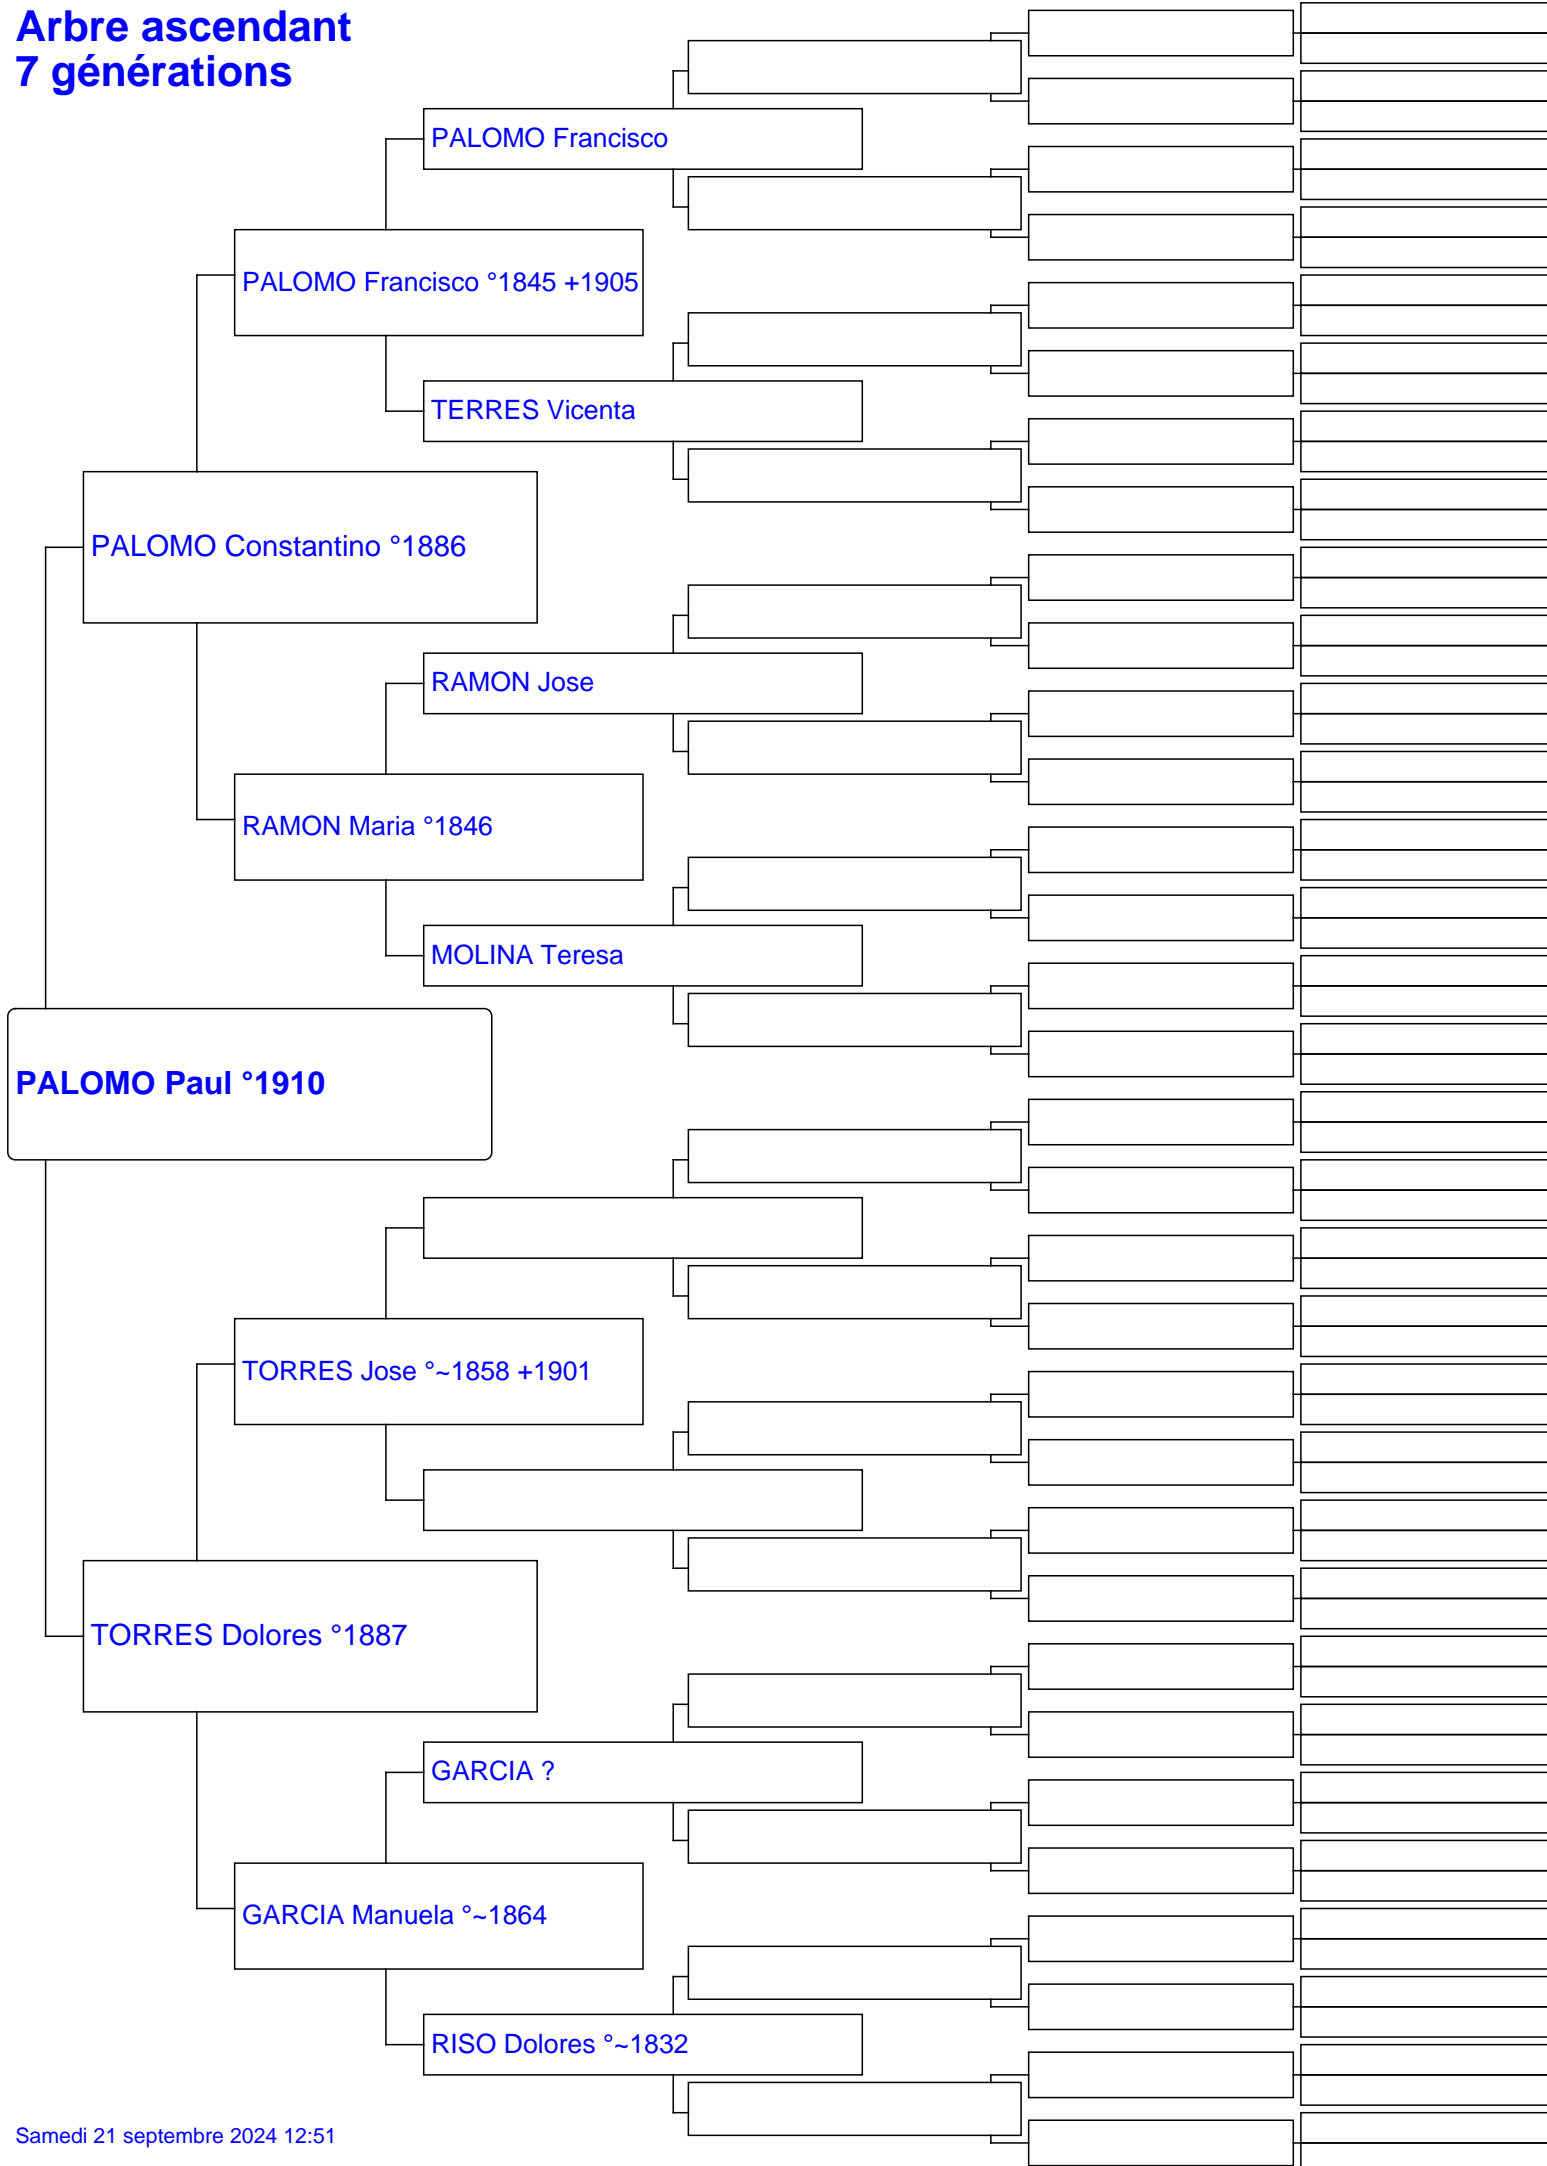 Arbre ascendant
7 générations
PALOMO Francisco
PALOMO Francisco °1845 +1905
TERRES Vicenta
PALOMO Constantino °1886
RAMON Jose
RAMON Maria °1846
MOLINA Teresa
PALOMO Paul °1910
TORRES Jose °~1858 +1901
TORRES Dolores °1887
GARCIA ?
GARCIA Manuela °~1864
RISO Dolores °~1832
Samedi 21 septembre 2024 12:51